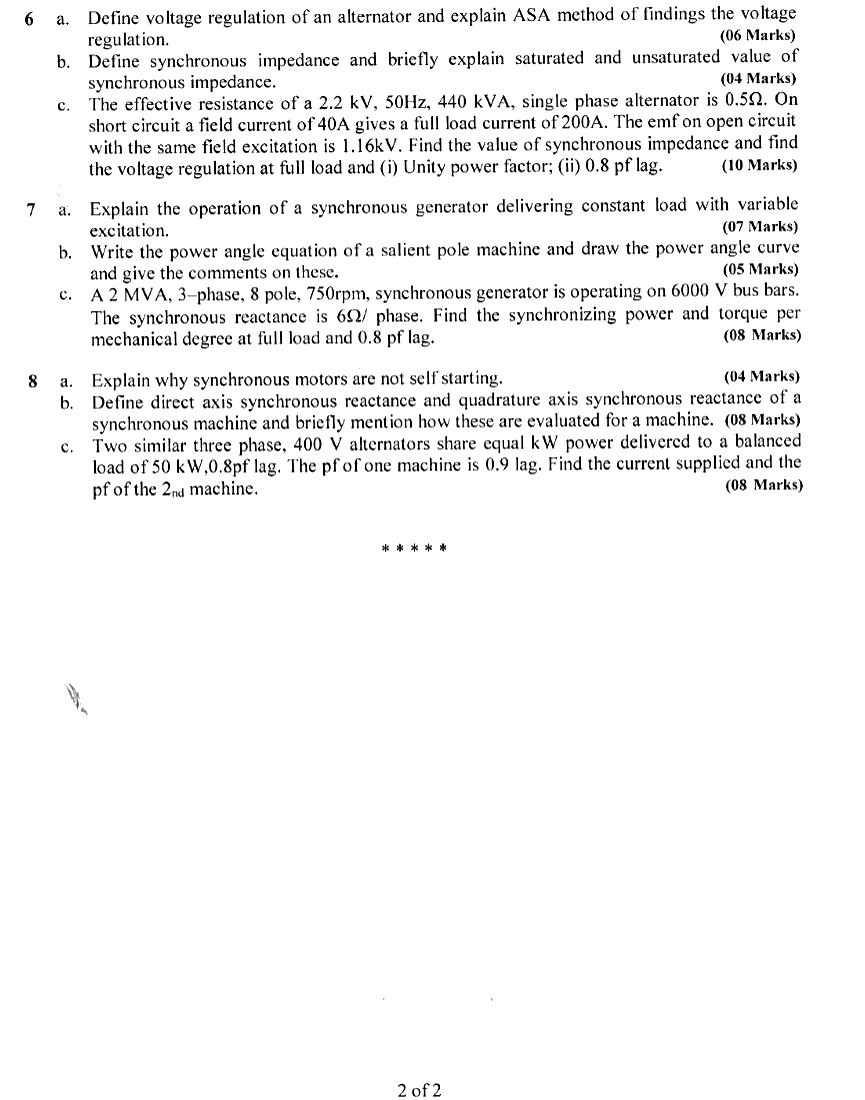 6 a. Define voltage regulation of an alternator and explain ASA method of findings the voltage
regulation. (06 Marks)
b. Define synchronous impedance and briefly explain saturated and unsaturated value of
synchronous impedance. (04 Marks)
c. The effective resistance of a 2.2 kV, 50Hz, 440 kVA, single phase alternator is 0.5Ω. On
short circuit a field current of 40A gives a full load current of 200A. The emf on open circuit
with the same field excitation is 1.16kV. Find the value of synchronous impedance and find
the voltage regulation at full load and (i) Unity power factor; (ii) 0.8 pf lag. (10 Marks)
7 a. Explain the operation of a synchronous generator delivering constant load with variable
excitation. (07 Marks)
b. Write the power angle equation of a salient pole machine and draw the power angle curve
and give the comments on these. (05 Marks)
c. A 2 MVA, 3–phase, 8 pole, 750rpm, synchronous generator is operating on 6000 V bus bars.
The synchronous reactance is 6Ω/ phase. Find the synchronizing power and torque per
mechanical degree at full load and 0.8 pf lag. (08 Marks)
8 a. Explain why synchronous motors are not self starting. (04 Marks)
b. Define direct axis synchronous reactance and quadrature axis synchronous reactance of a
synchronous machine and briefly mention how these are evaluated for a machine. (08 Marks)
c. Two similar three phase, 400 V alternators share equal kW power delivered to a balanced
load of 50 kW,0.8pf lag. The pf of one machine is 0.9 lag. Find the current supplied and the
pf of the 2nd machine. (08 Marks)
* * * * *
2 of 2